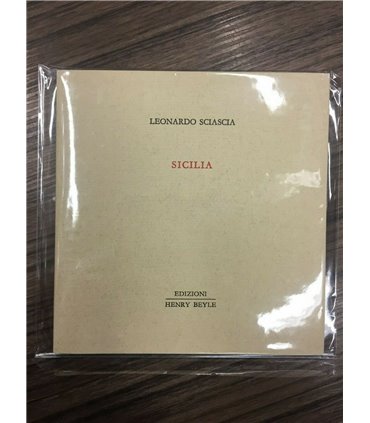 LEONARDO SCIASCIA
SICILIA
EDIZIONI
HENRY BEYLE